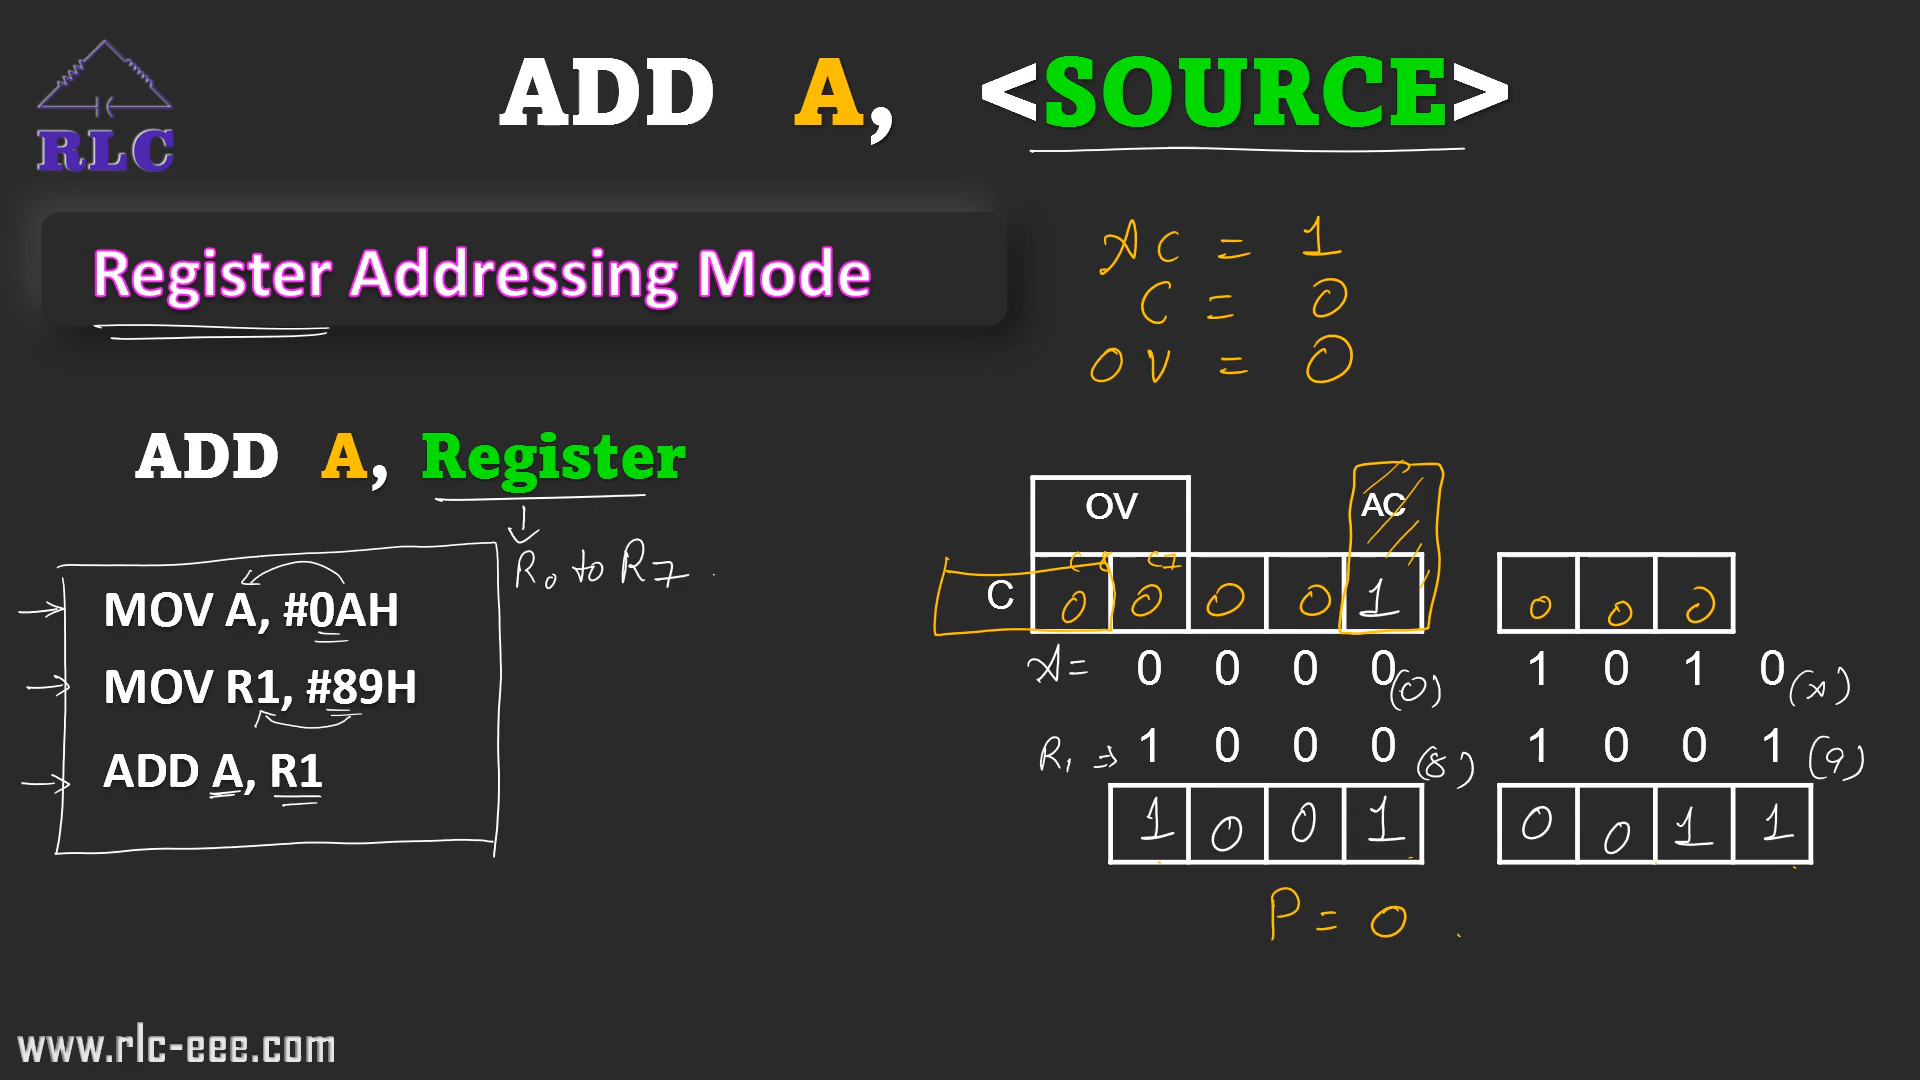 RLC
ADD A, <SOURCE>
Register Addressing Mode
AC = 1
C = 0
OV = 0
ADD A, Register
R0 to R7
MOV A, #0AH
MOV R1, #89H
ADD A, R1
OV AC
C 0 0 0 0 1 0 0 0
A= 0 0 0 0 (0) 1 0 1 0 (A)
R1 ⇒ 1 0 0 0 (8) 1 0 0 1 (9)
1 0 0 1 0 0 1 1
P = 0
www.rlc-eee.com